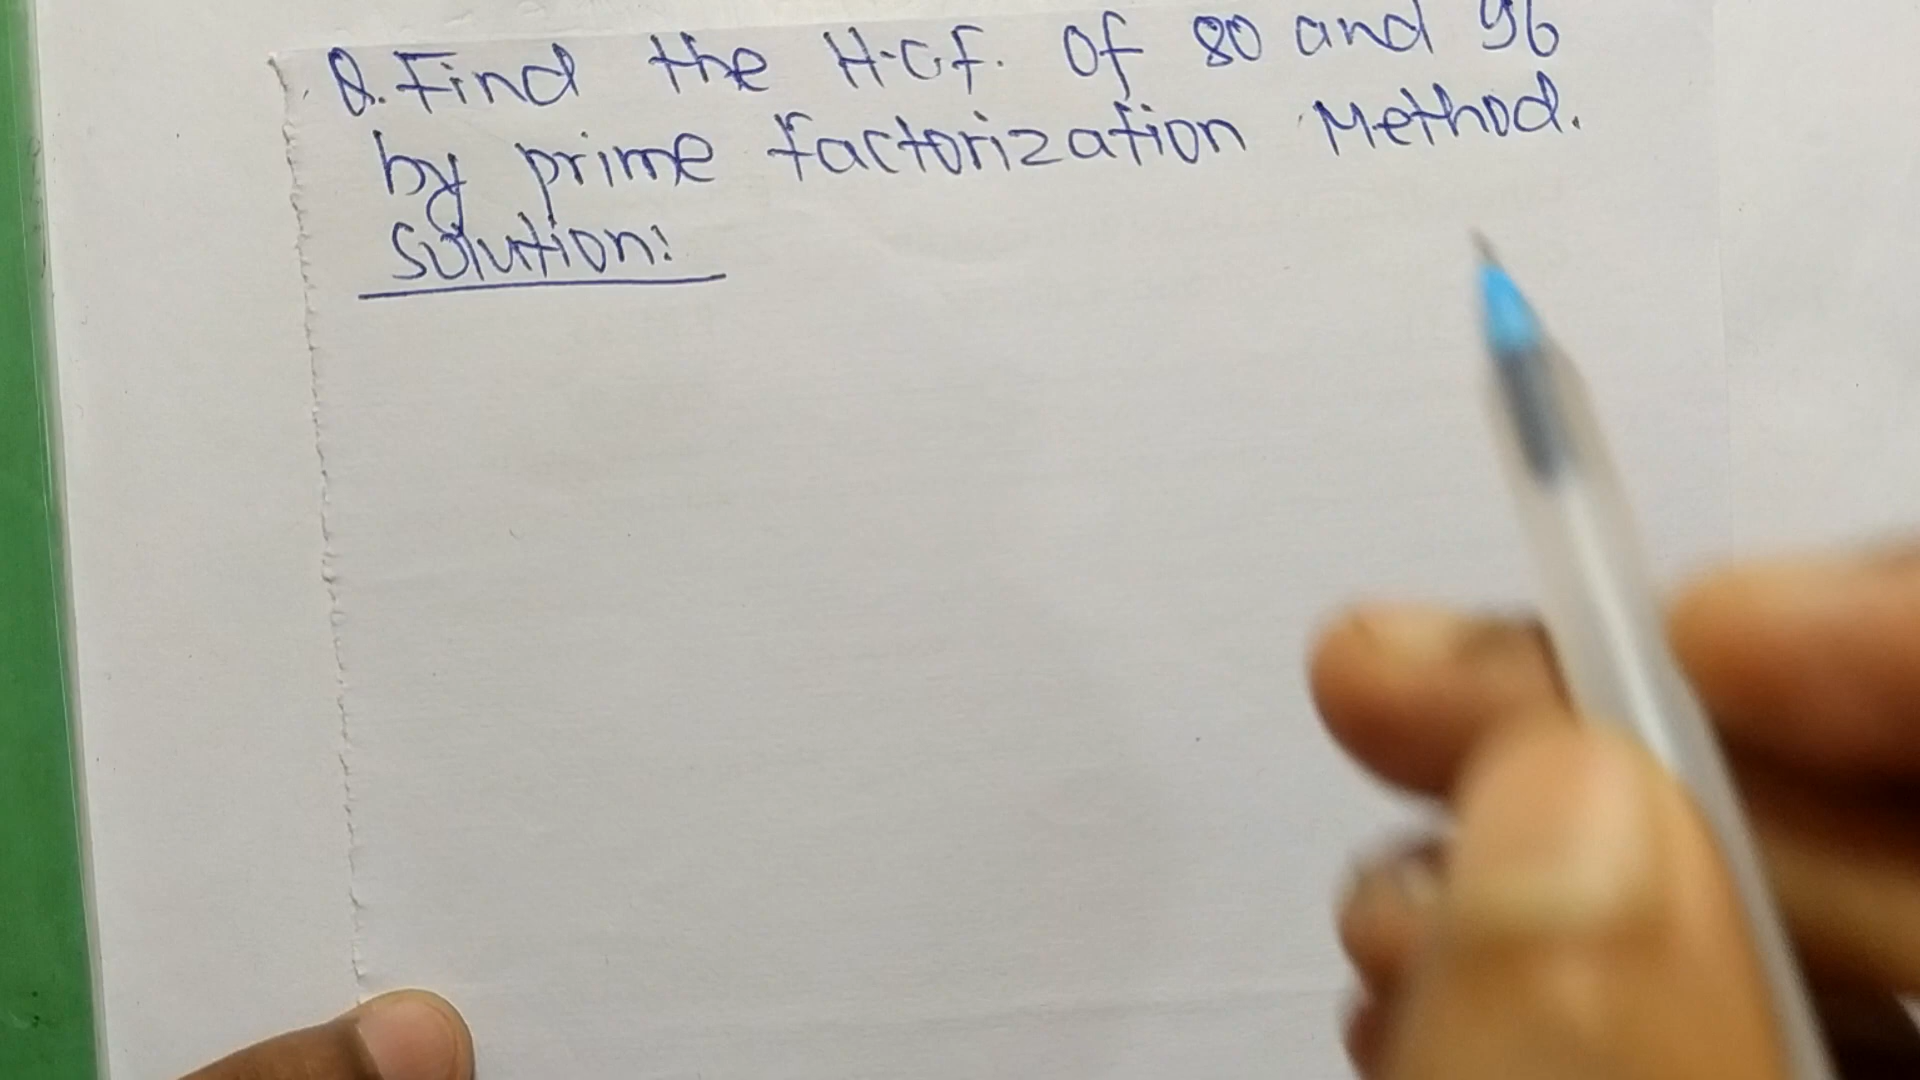 Q. Find the H.C.f. Of 80 and 96
by prime factorization Method.
Solution: